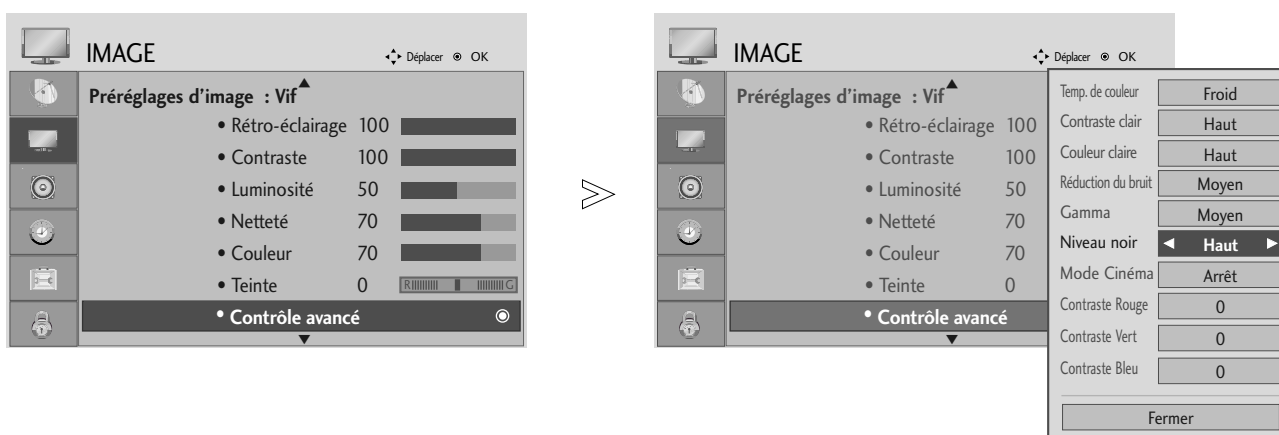 IMAGE
Déplacer OK
Préréglages d'image : Vif
• Rétro-éclairage 100
• Contraste 100
• Luminosité 50
• Netteté 70
• Couleur 70
• Teinte 0 R G
• Contrôle avancé
IMAGE
Déplacer OK
Préréglages d'image : Vif
• Rétro-éclairage 100
• Contraste 100
• Luminosité 50
• Netteté 70
• Couleur 70
• Teinte 0
• Contrôle avancé
Temp. de couleur Froid
Contraste clair Haut
Couleur claire Haut
Réduction du bruit Moyen
Gamma Moyen
Niveau noir ◀ Haut ▶
Mode Cinéma Arrêt
Contraste Rouge 0
Contraste Vert 0
Contraste Bleu 0
Fermer